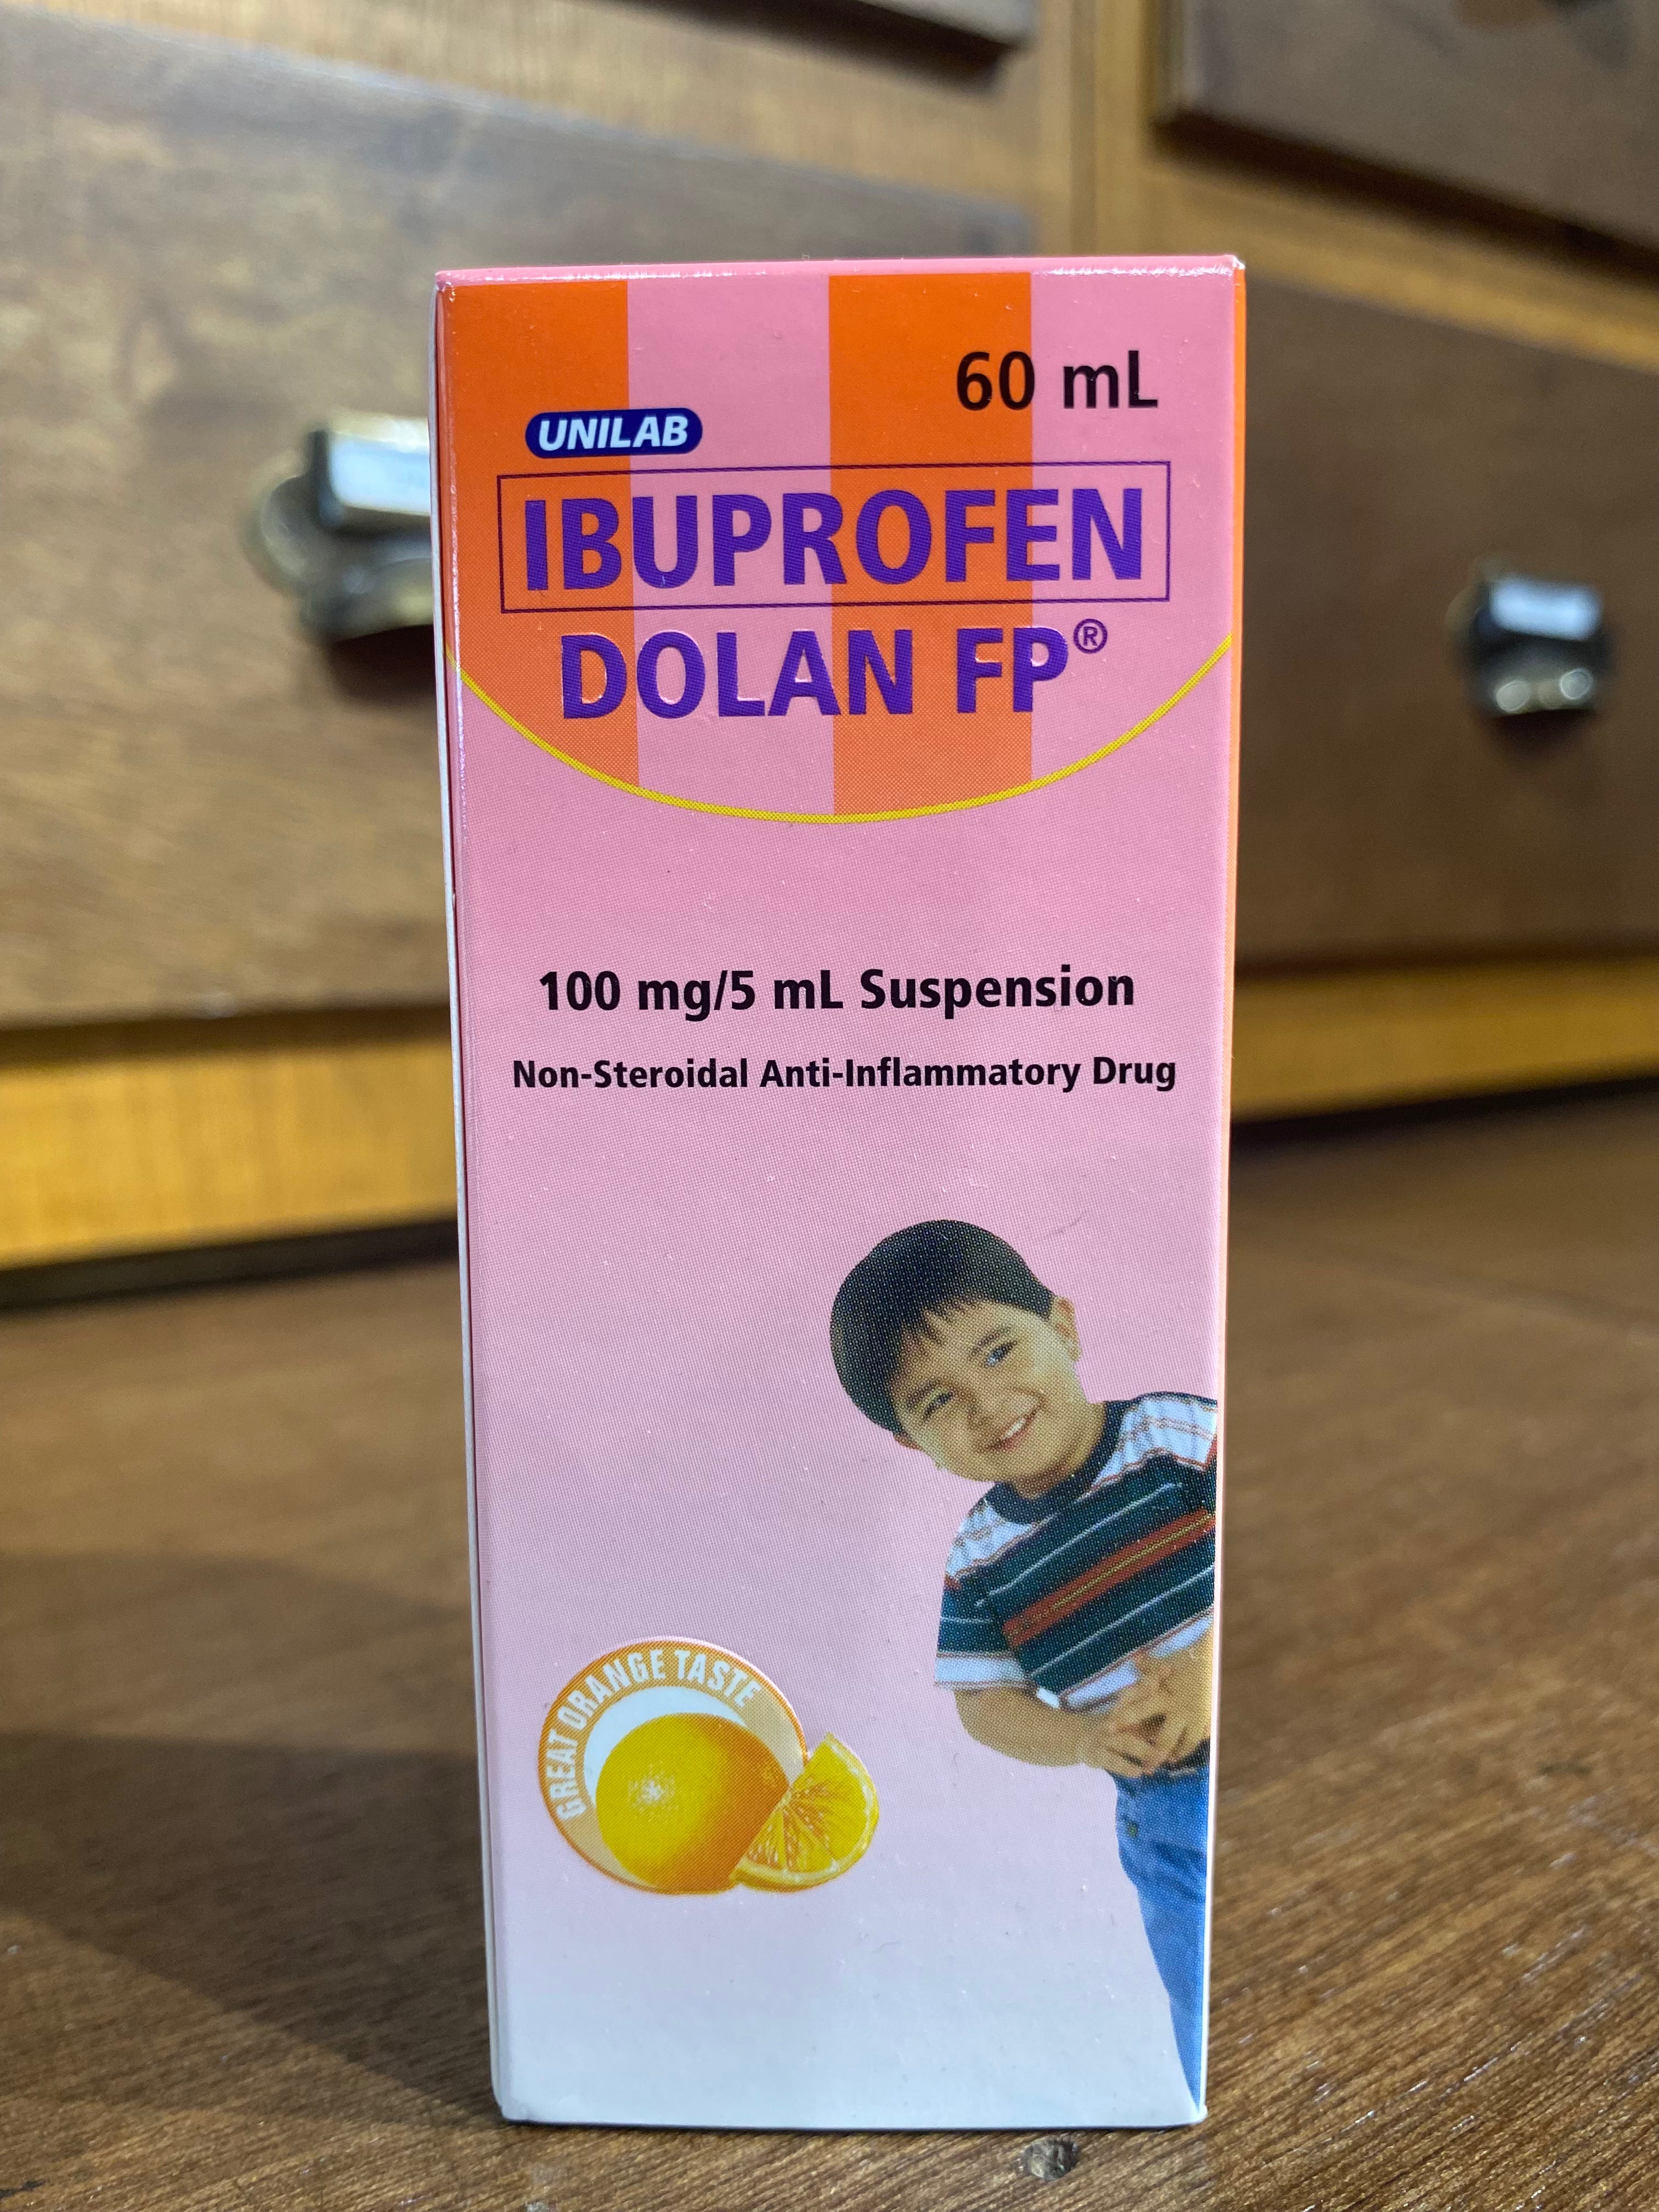 60 mL
UNILAB
IBUPROFEN
DOLAN FP®
100 mg/5 mL Suspension
Non-Steroidal Anti-Inflammatory Drug
GREAT ORANGE TASTE